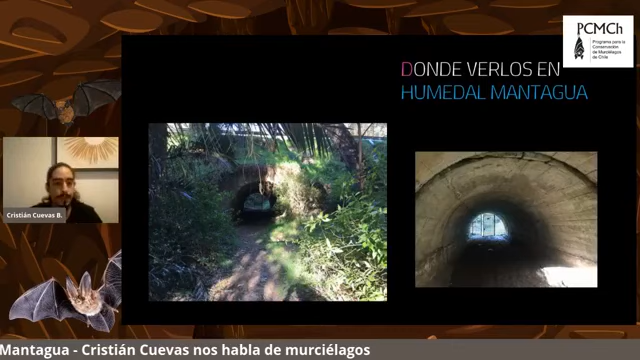 PCMCh
Programa para la
Conservación
de Murciélagos
de Chile
DONDE VERLOS EN
HUMEDAL MANTAGUA
Cristián Cuevas B.
Mantagua - Cristián Cuevas nos habla de murciélagos